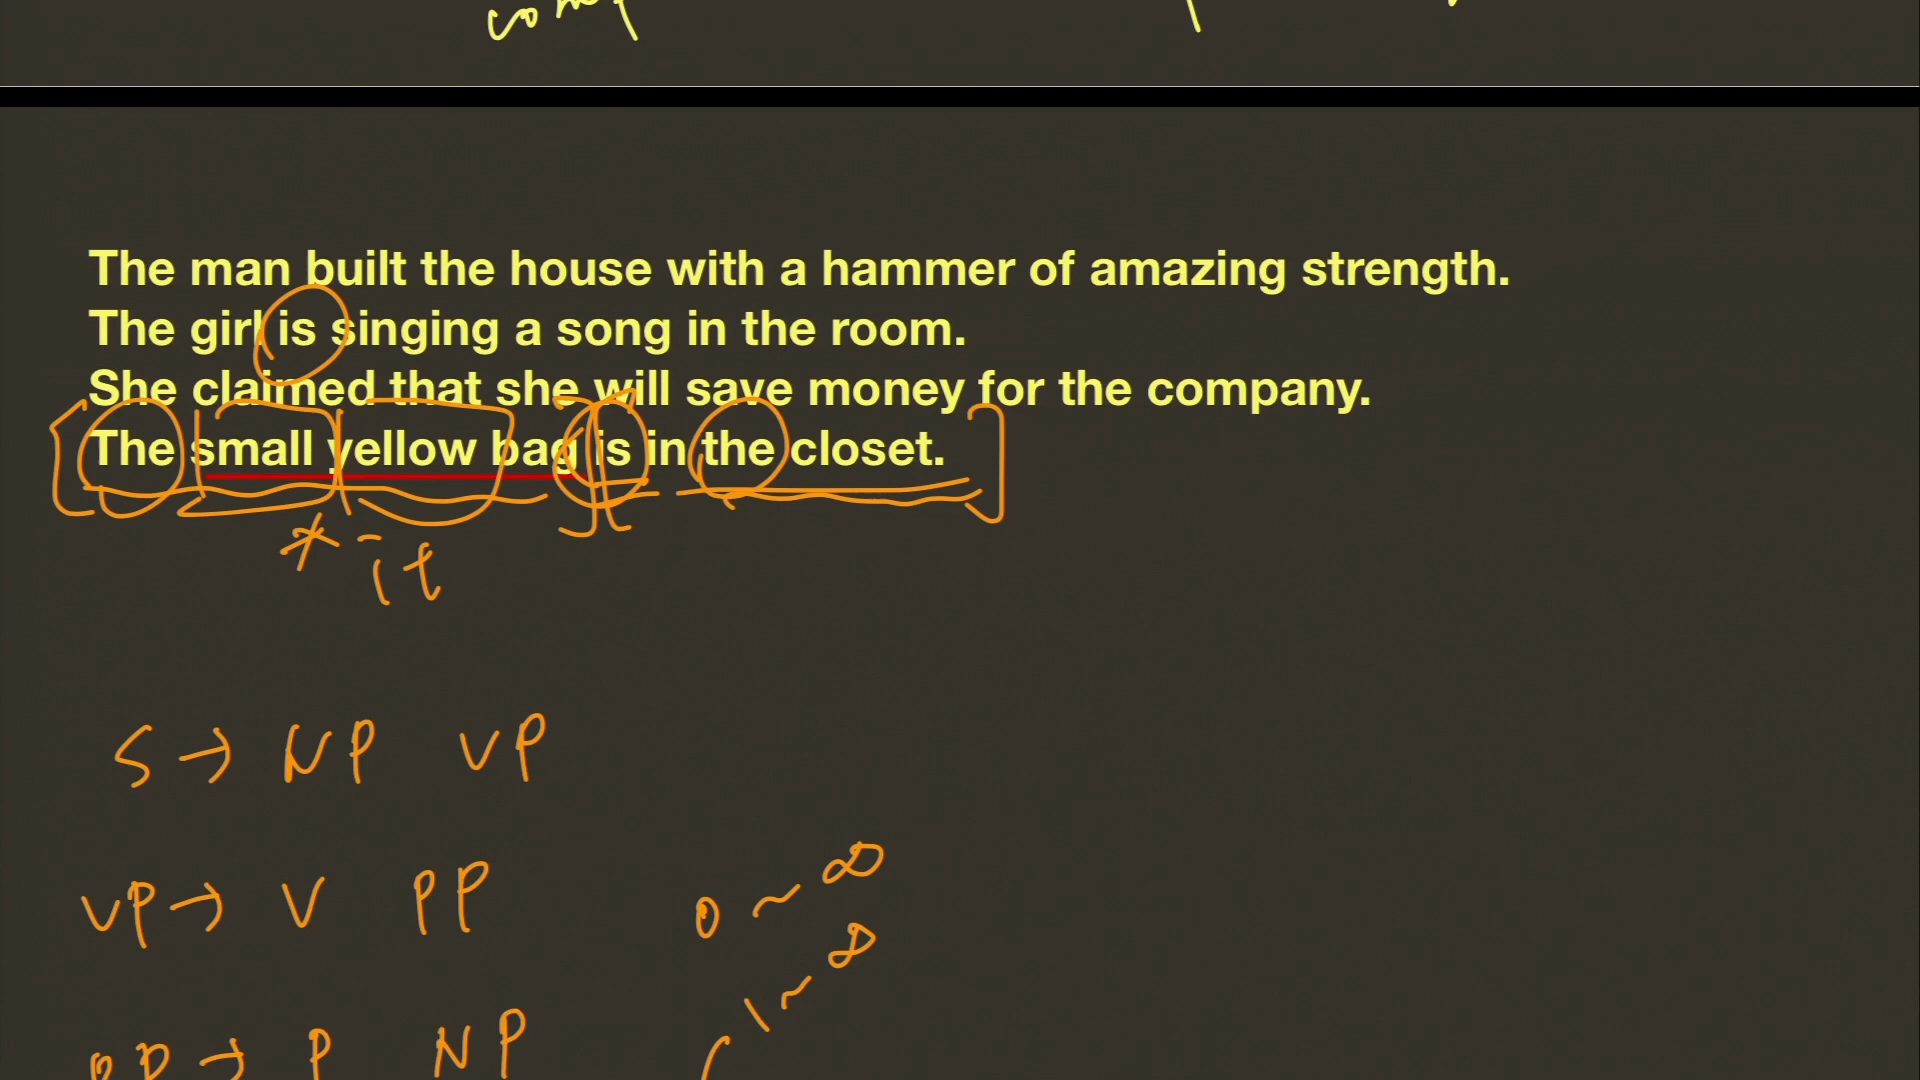 The man built the house with a hammer of amazing strength.
The girl is singing a song in the room.
She claimed that she will save money for the company.
The small yellow bag is in the closet.
* it
S → NP VP
VP → V PP
0 ~ ∞
1 ~ ∞
PP → P NP